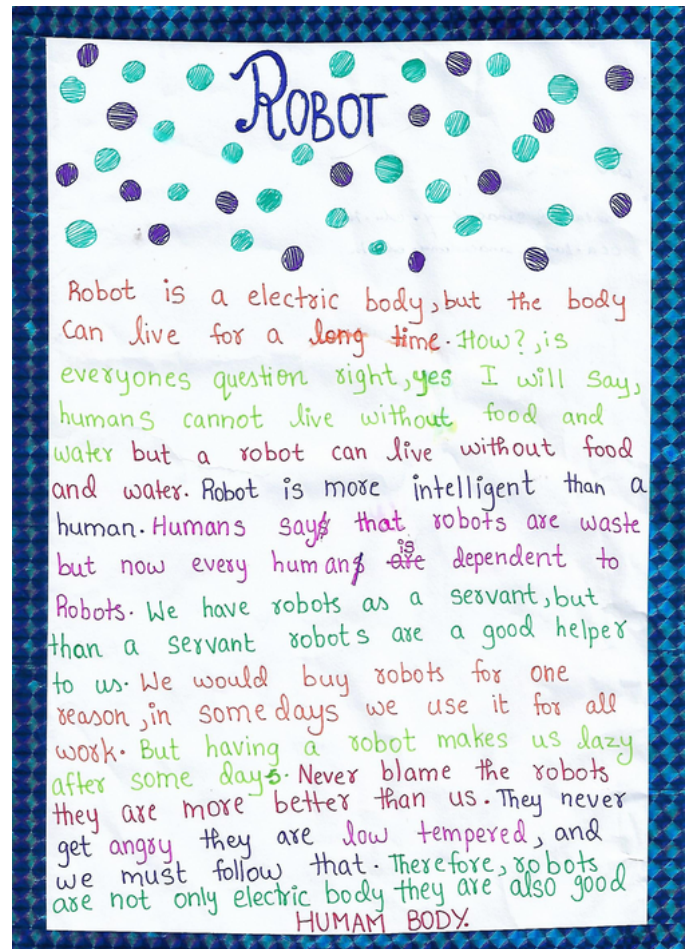 ROBOT
Robot is a electric body, but the body
can live for a long time. How?, is
everyones question right, yes I will say,
humans cannot live without food and
water but a robot can live without food
and water. Robot is more intelligent than a
human. Humans say that robots are waste
but now every human is dependent to
Robots. We have robots as a servant, but
than a servant robots are a good helper
to us. We would buy robots for one
reason, in some days we use it for all
work. But having a robot makes us lazy
after some days. Never blame the robots
they are more better than us. They never
get angry they are low tempered, and
we must follow that. Therefore, robots
are not only electric body they are also good
HUMAM BODY.